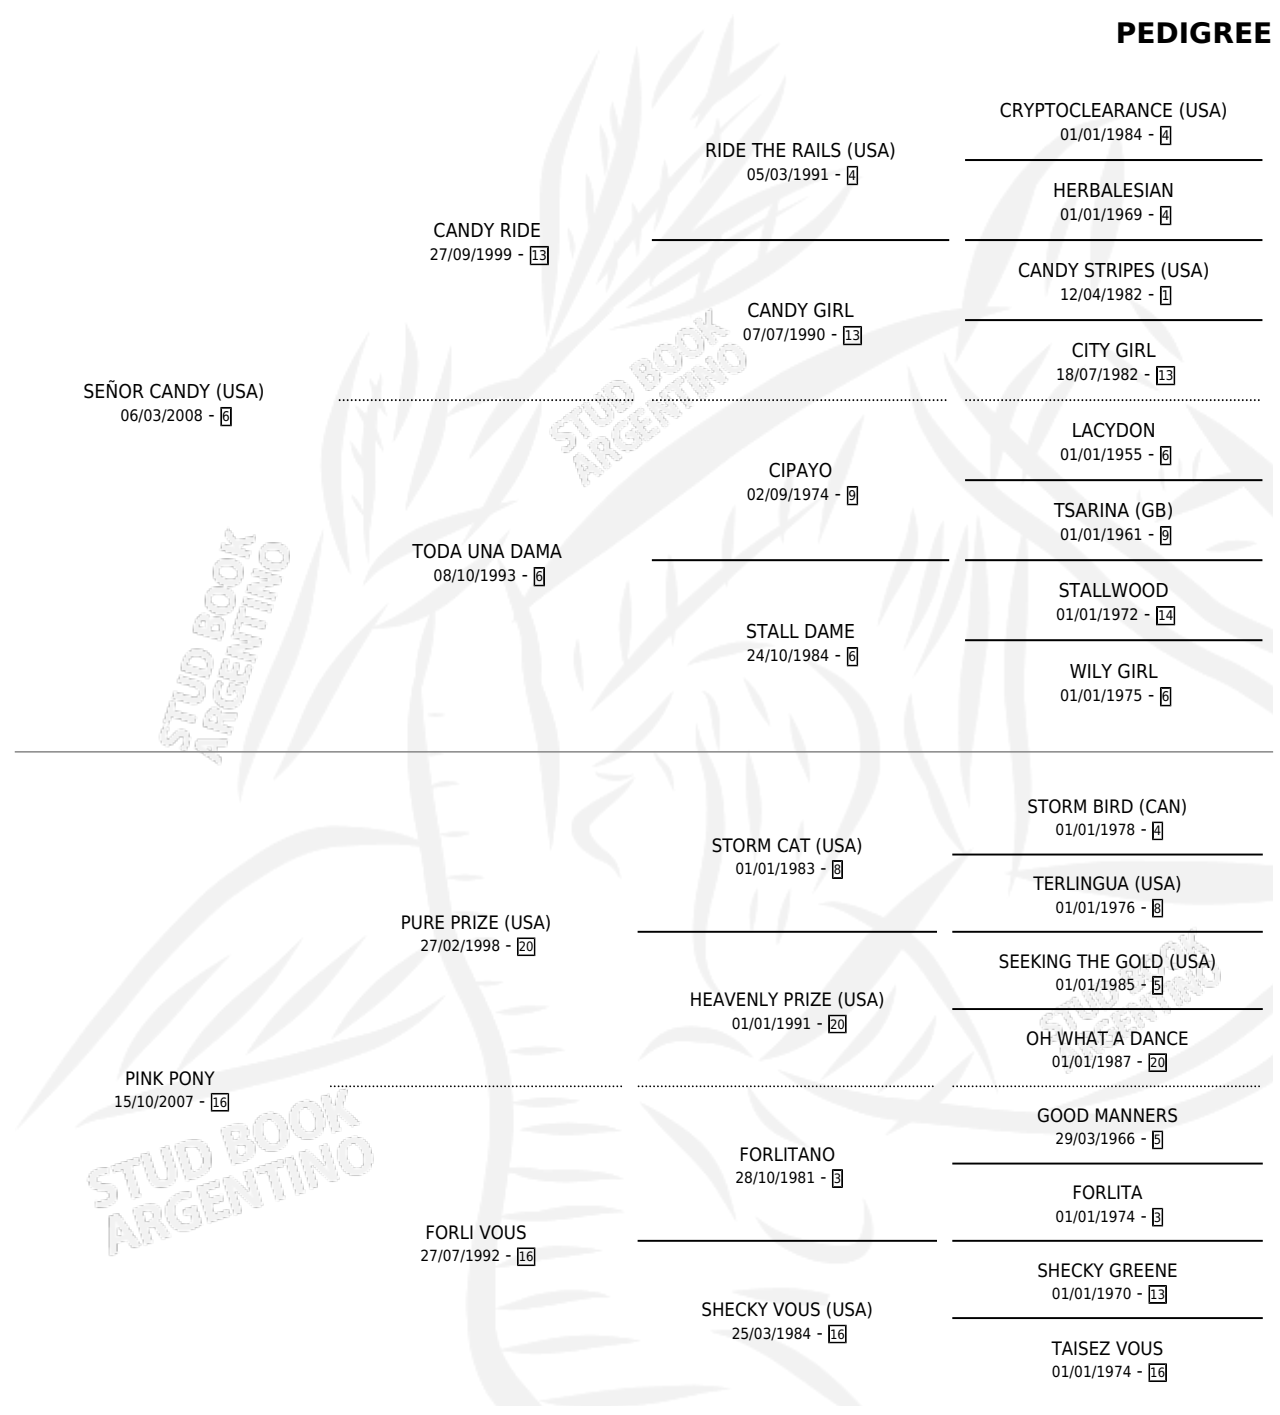 PEDIGREE
CRYPTOCLEARANCE (USA)
01/01/1984 - 4
RIDE THE RAILS (USA)
05/03/1991 - 4
HERBALESIAN
01/01/1969 - 4
CANDY RIDE
27/09/1999 - 13
CANDY STRIPES (USA)
12/04/1982 - 1
CANDY GIRL
07/07/1990 - 13
CITY GIRL
18/07/1982 - 13
SEÑOR CANDY (USA)
06/03/2008 - 6
STUD BOOK
ARGENTINO
LACYDON
01/01/1955 - 6
CIPAYO
02/09/1974 - 9
TSARINA (GB)
01/01/1961 - 9
TODA UNA DAMA
08/10/1993 - 6
STALLWOOD
01/01/1972 - 14
STALL DAME
24/10/1984 - 6
WILY GIRL
01/01/1975 - 6
STUD BOOK
ARGENTINO
STORM BIRD (CAN)
01/01/1978 - 4
STORM CAT (USA)
01/01/1983 - 8
TERLINGUA (USA)
01/01/1976 - 8
PURE PRIZE (USA)
27/02/1998 - 20
SEEKING THE GOLD (USA)
01/01/1985 - 5
HEAVENLY PRIZE (USA)
01/01/1991 - 20
STUD BOOK
ARGENTINO
OH WHAT A DANCE
01/01/1987 - 20
PINK PONY
15/10/2007 - 16
STUD BOOK
ARGENTINO
GOOD MANNERS
29/03/1966 - 5
FORLITANO
28/10/1981 - 3
FORLITA
01/01/1974 - 3
FORLI VOUS
27/07/1992 - 16
SHECKY GREENE
01/01/1970 - 13
SHECKY VOUS (USA)
25/03/1984 - 16
TAISEZ VOUS
01/01/1974 - 16